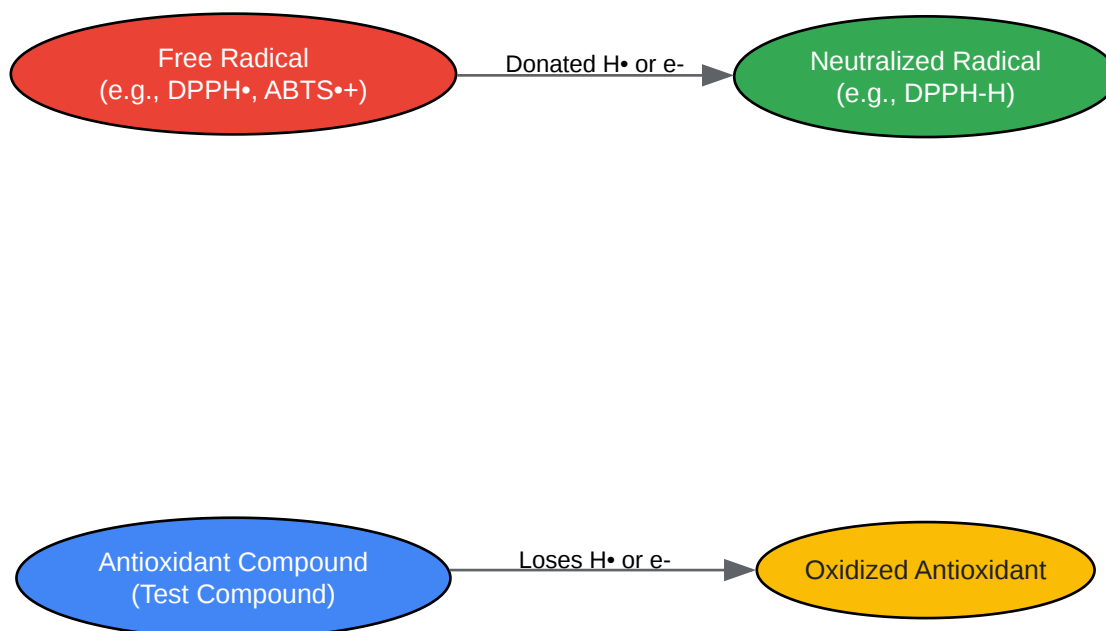 Free Radical
(e.g., DPPH•, ABTS•+)
Donated H• or e-
Neutralized Radical
(e.g., DPPH-H)
Antioxidant Compound
(Test Compound)
Loses H• or e-
Oxidized Antioxidant